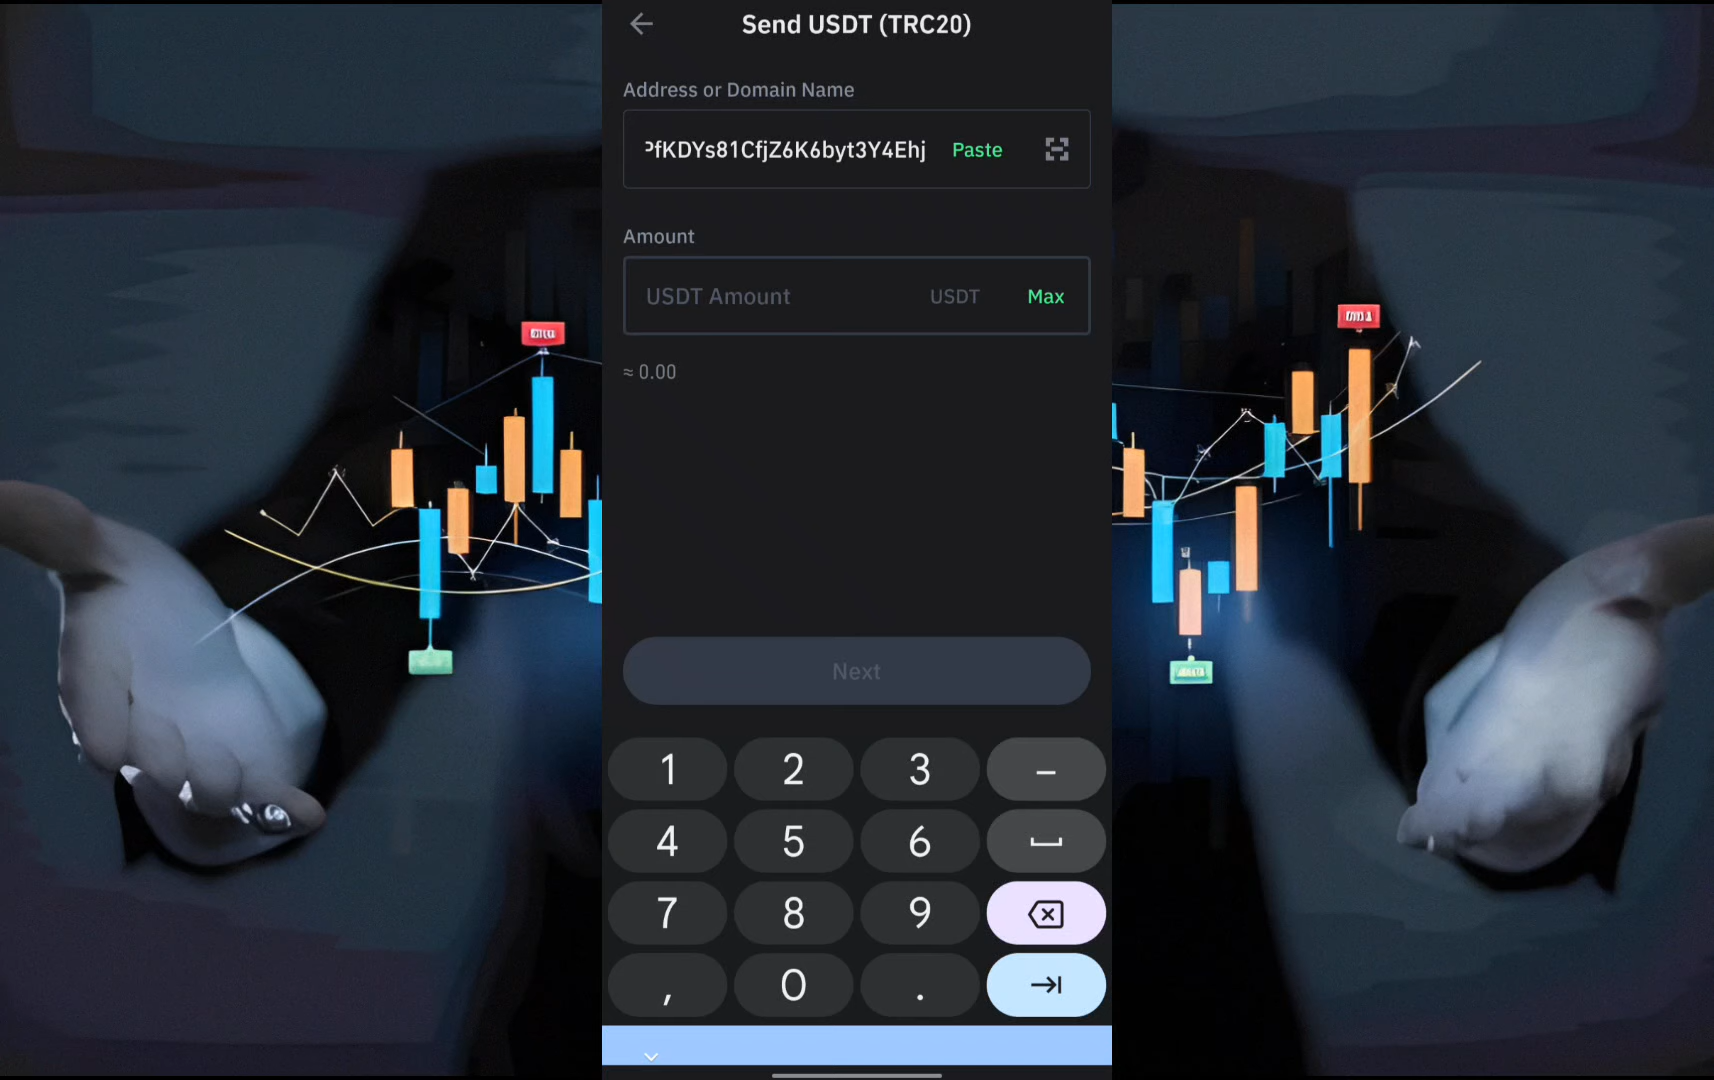 Send USDT (TRC20)
Address or Domain Name
PfKDYs81CfjZ6K6byt3Y4Ehj Paste
Amount
USDT Amount USDT Max
≈ 0.00
Next
1 2 3 –
4 5 6
7 8 9
, 0 .